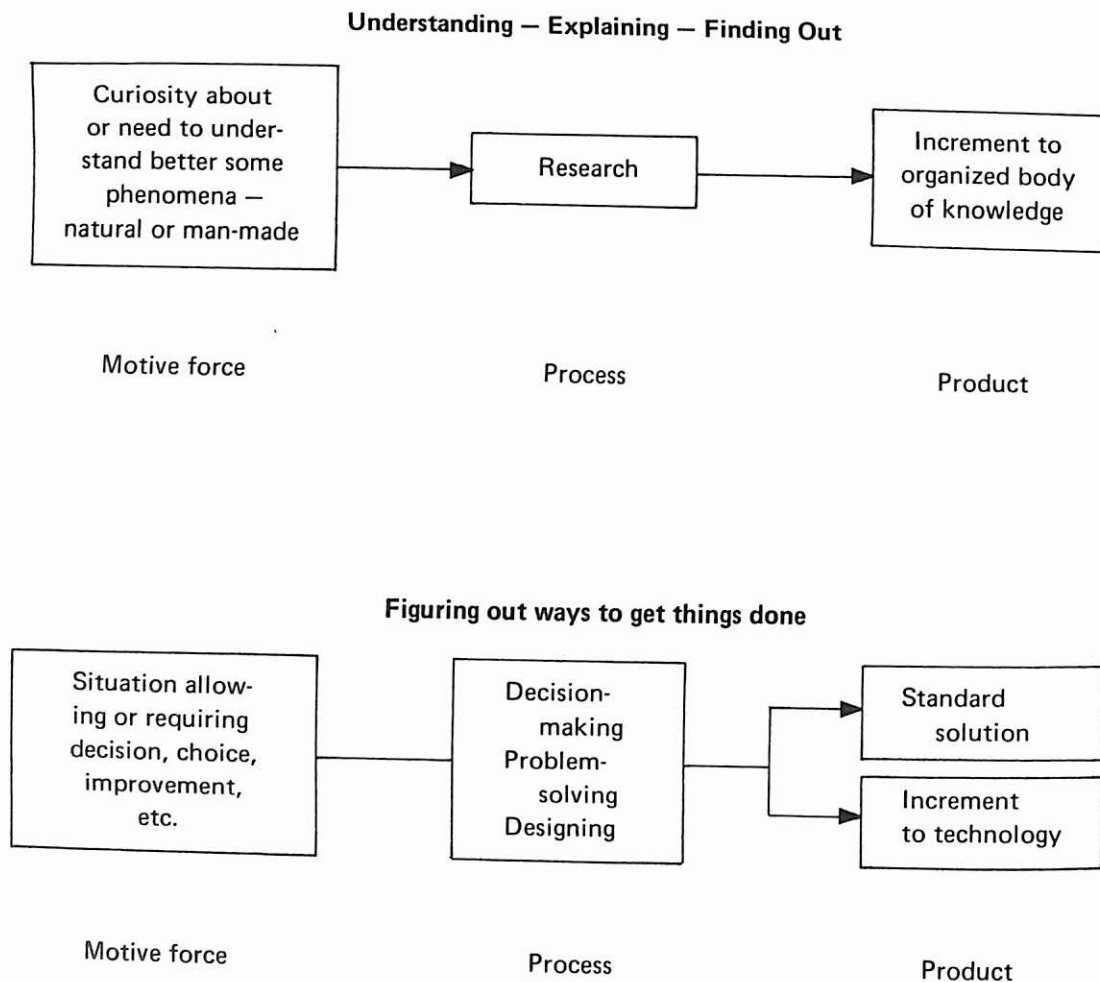 Understanding — Explaining — Finding Out
Curiosity about
or need to under-
stand better some
phenomena —
natural or man-made
Research
Increment to
organized body
of knowledge
Motive force
Process
Product
Figuring out ways to get things done
Situation allow-
ing or requiring
decision, choice,
improvement,
etc.
Decision-
making
Problem-
solving
Designing
Standard
solution
Increment
to technology
Motive force
Process
Product